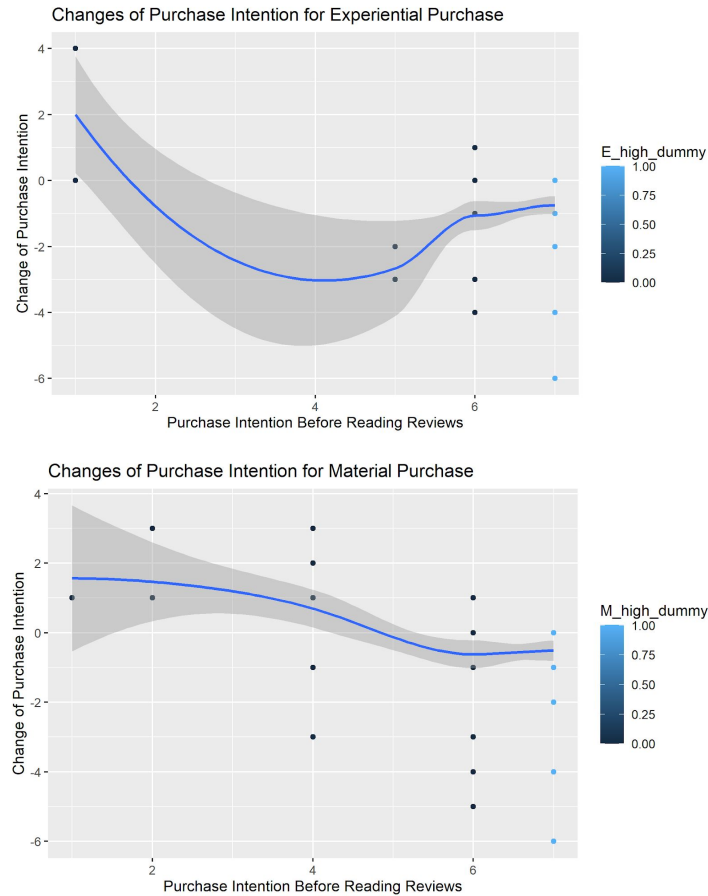 Changes of Purchase Intention for Experiential Purchase
4
2
0
-2
-4
-6
Change of Purchase Intention
2 4 6
Purchase Intention Before Reading Reviews
E_high_dummy
1.00
0.75
0.50
0.25
0.00
Changes of Purchase Intention for Material Purchase
4
2
0
-2
-4
-6
Change of Purchase Intention
2 4 6
Purchase Intention Before Reading Reviews
M_high_dummy
1.00
0.75
0.50
0.25
0.00